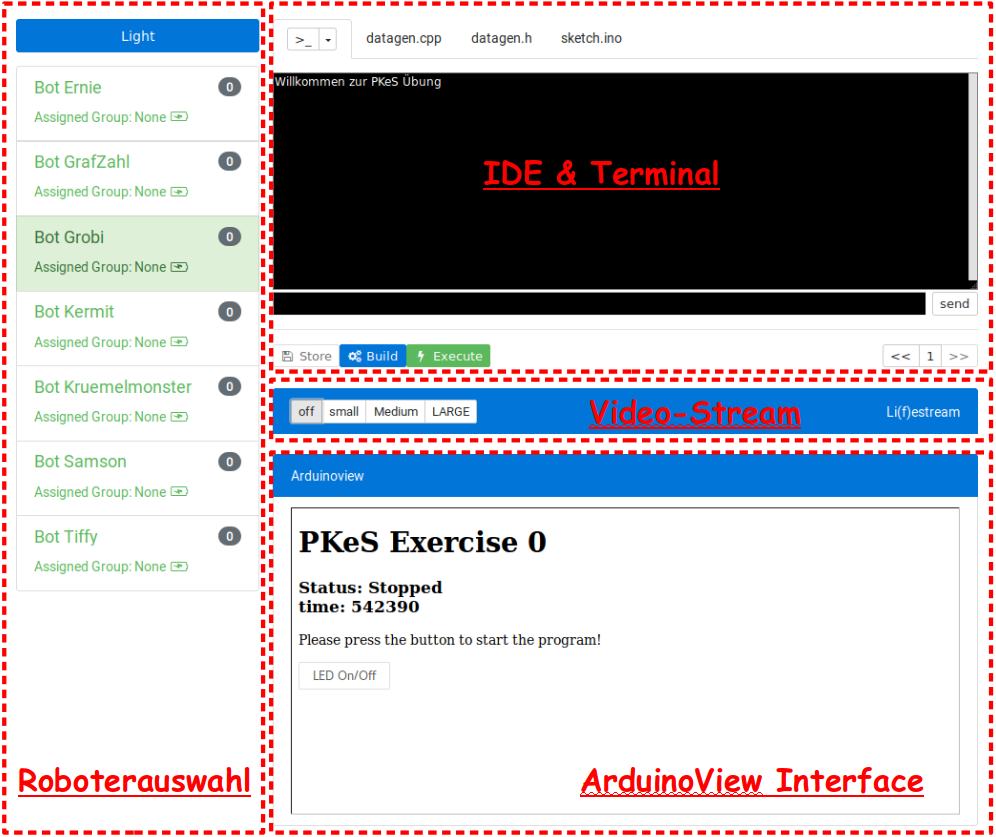 Light
Bot Ernie 0
Assigned Group: None
Bot GrafZahl 0
Assigned Group: None
Bot Grobi 0
Assigned Group: None
Bot Kermit 0
Assigned Group: None
Bot Kruemelmonster 0
Assigned Group: None
Bot Samson 0
Assigned Group: None
Bot Tiffy 0
Assigned Group: None
Roboterauswahl
>_ datagen.cpp datagen.h sketch.ino
Willkommen zur PKeS Übung
IDE & Terminal
send
Store Build Execute << 1 >>
off small Medium LARGE Video-Stream Li(f)estream
Arduinoview
PKeS Exercise 0
Status: Stopped
time: 542390
Please press the button to start the program!
LED On/Off
ArduinoView Interface